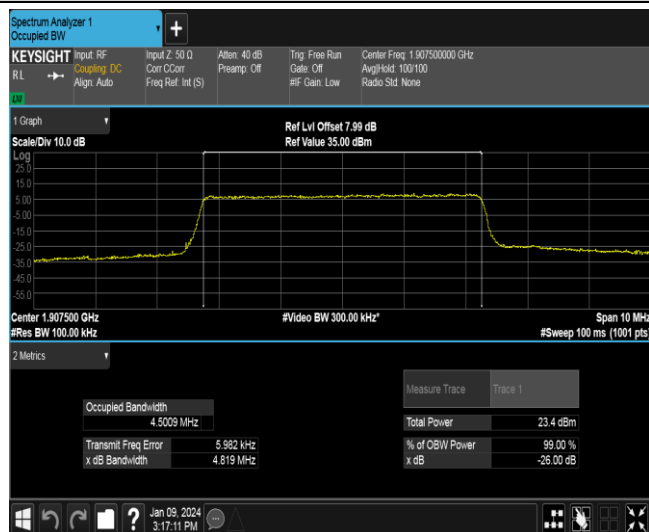 Spectrum Analyzer 1
Occupied BW
+
KEYSIGHT Input: RF Input Z: 50 Ω Atten: 40 dB Trig: Free Run Center Freq: 1.907500000 GHz
RL Coupling: DC Corr CCorr Preamp: Off Gate: Off Avg|Hold: 100/100
Align: Auto Freq Ref: Int (S) #IF Gain: Low Radio Std: None
LXI
1 Graph
Ref Lvl Offset 7.99 dB
Scale/Div 10.0 dB Ref Value 35.00 dBm
Log
25.0
15.0
5.00
-5.00
-15.0
-25.0
-35.0
-45.0
-55.0
Center 1.907500 GHz #Video BW 300.00 kHz* Span 10 MHz
#Res BW 100.00 kHz #Sweep 100 ms (1001 pts)
2 Metrics
Measure Trace Trace 1
Occupied Bandwidth
4.5009 MHz Total Power 23.4 dBm
Transmit Freq Error 5.982 kHz % of OBW Power 99.00 %
x dB Bandwidth 4.819 MHz x dB -26.00 dB
? Jan 09, 2024
3:17:11 PM